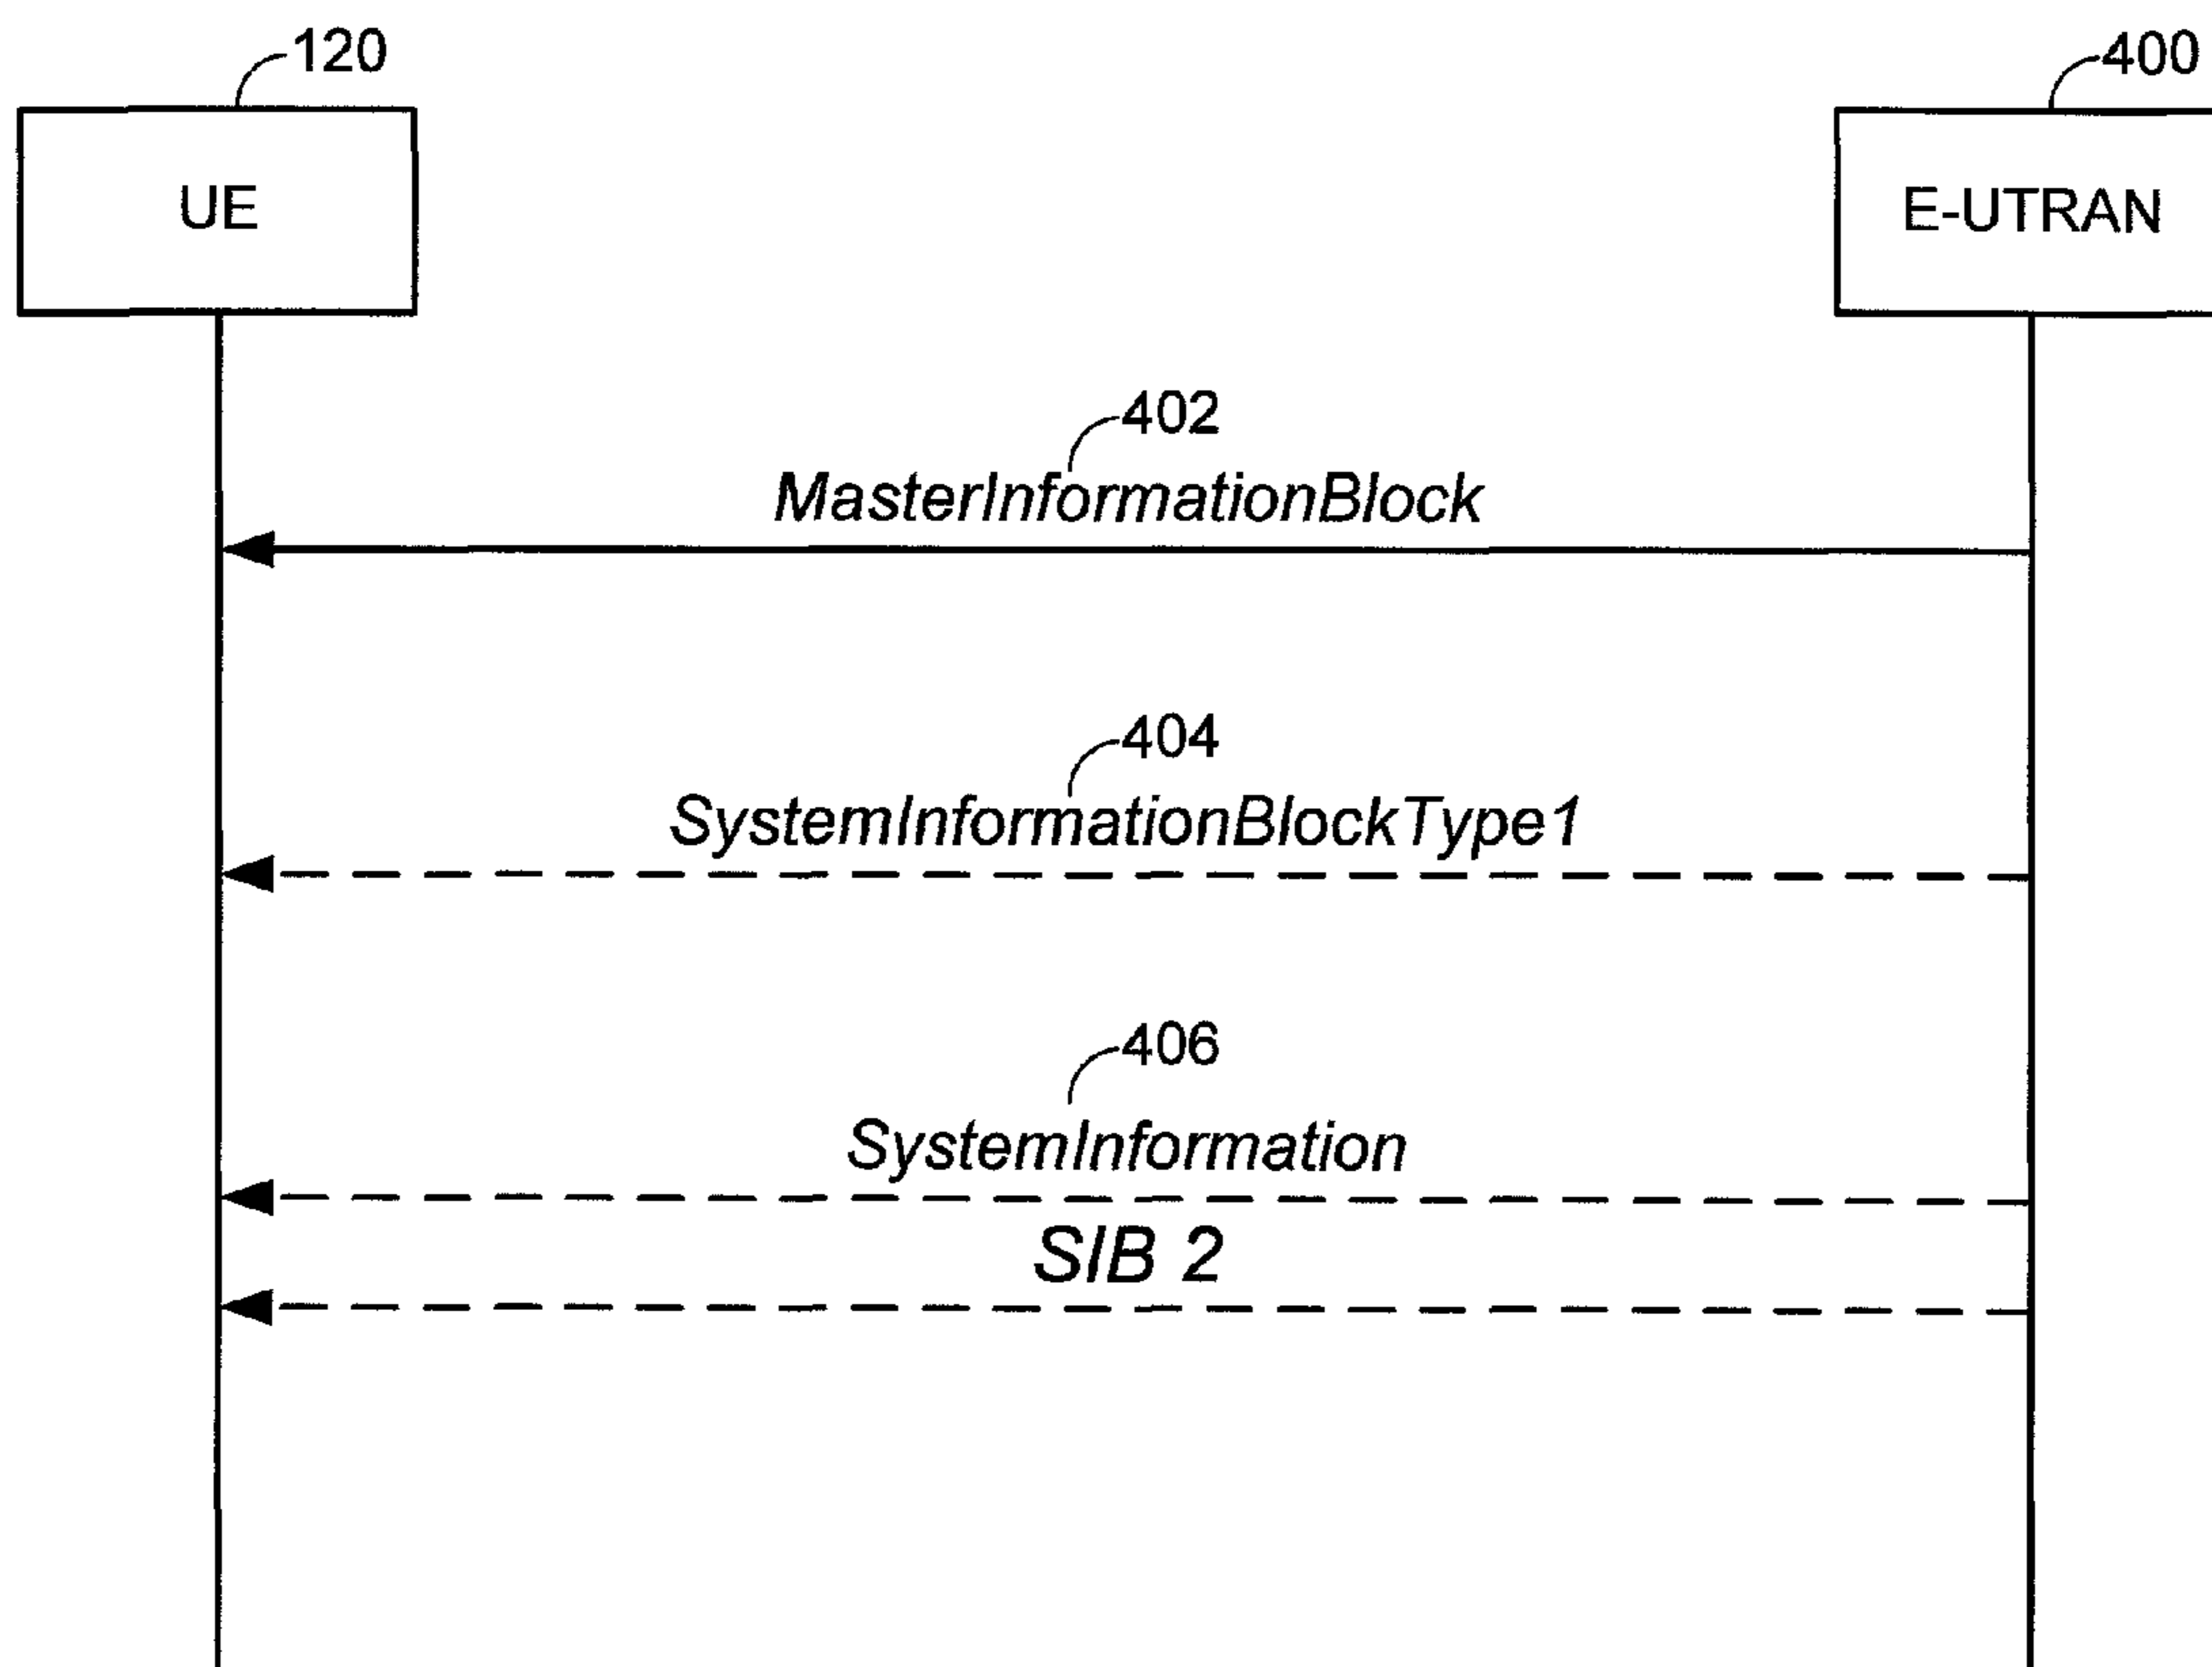 120
400
UE
E-UTRAN
402
MasterInformationBlock
404
SystemInformationBlockType1
406
SystemInformation
SIB 2